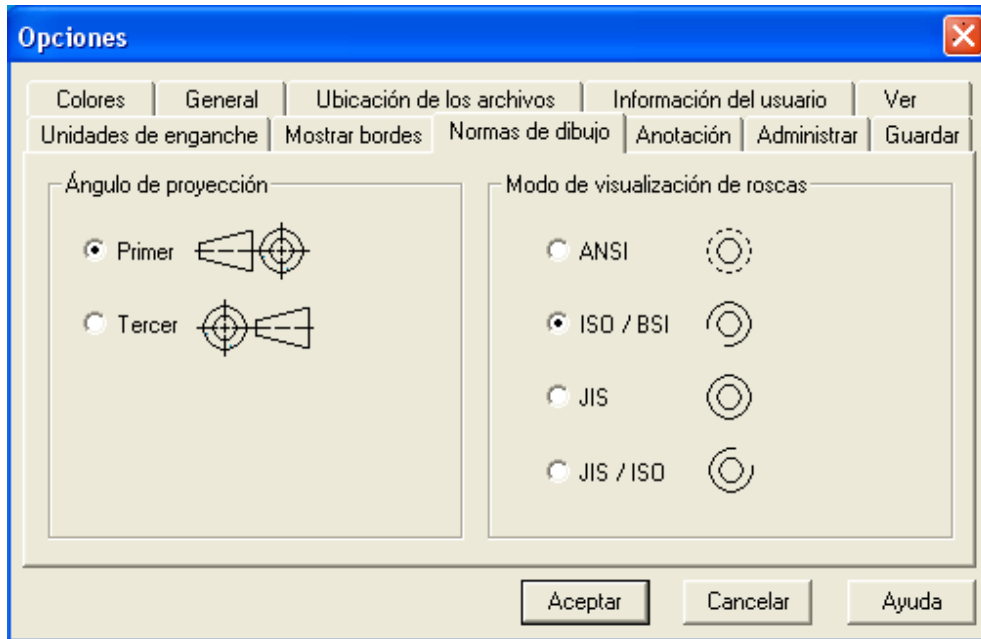 Opciones
Colores General Ubicación de los archivos Información del usuario Ver
Unidades de enganche Mostrar bordes Normas de dibujo Anotación Administrar Guardar
Ángulo de proyección
Primer
Tercer
Modo de visualización de roscas
ANSI
ISO / BSI
JIS
JIS / ISO
Aceptar Cancelar Ayuda